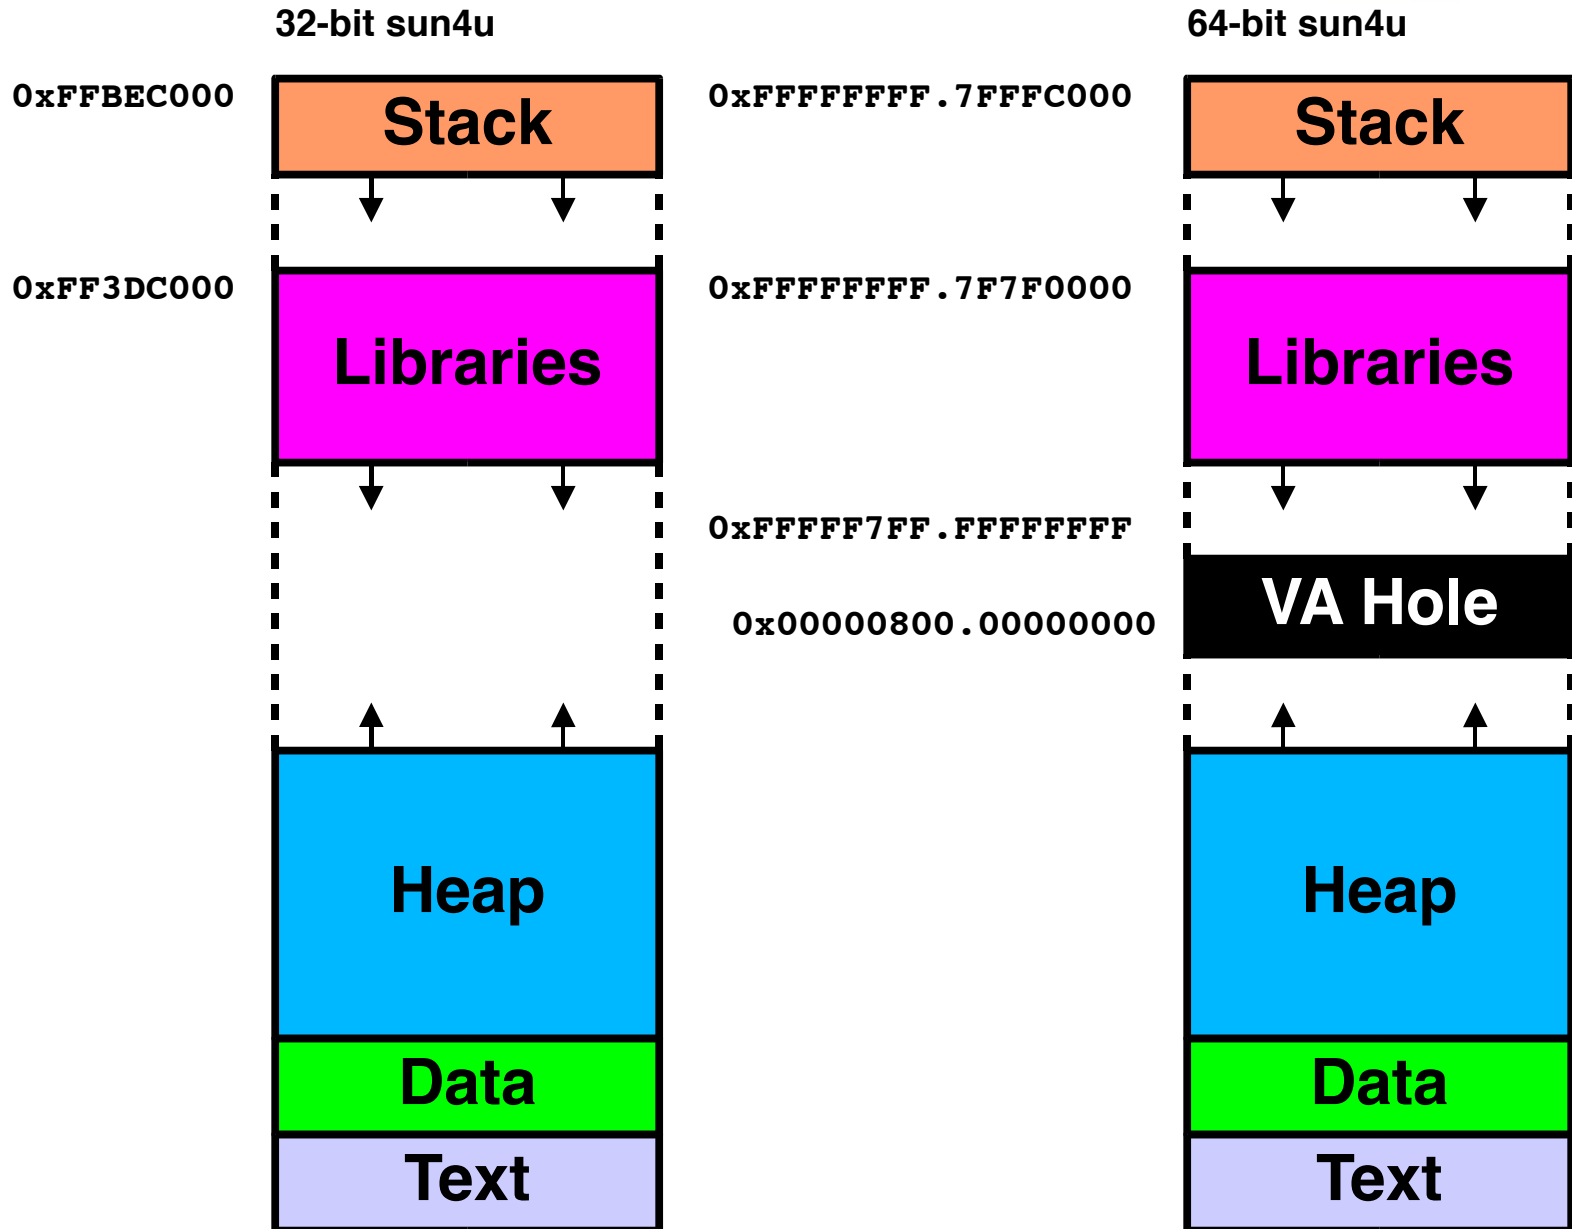 32-bit sun4u
64-bit sun4u
0xFFBEC000
Stack
0xFFFFFFFF.7FFFC000
Stack
0xFF3DC000
Libraries
0xFFFFFFFF.7F7F0000
Libraries
0xFFFFF7FF.FFFFFFFF
0x00000800.00000000
VA Hole
Heap
Heap
Data
Data
Text
Text